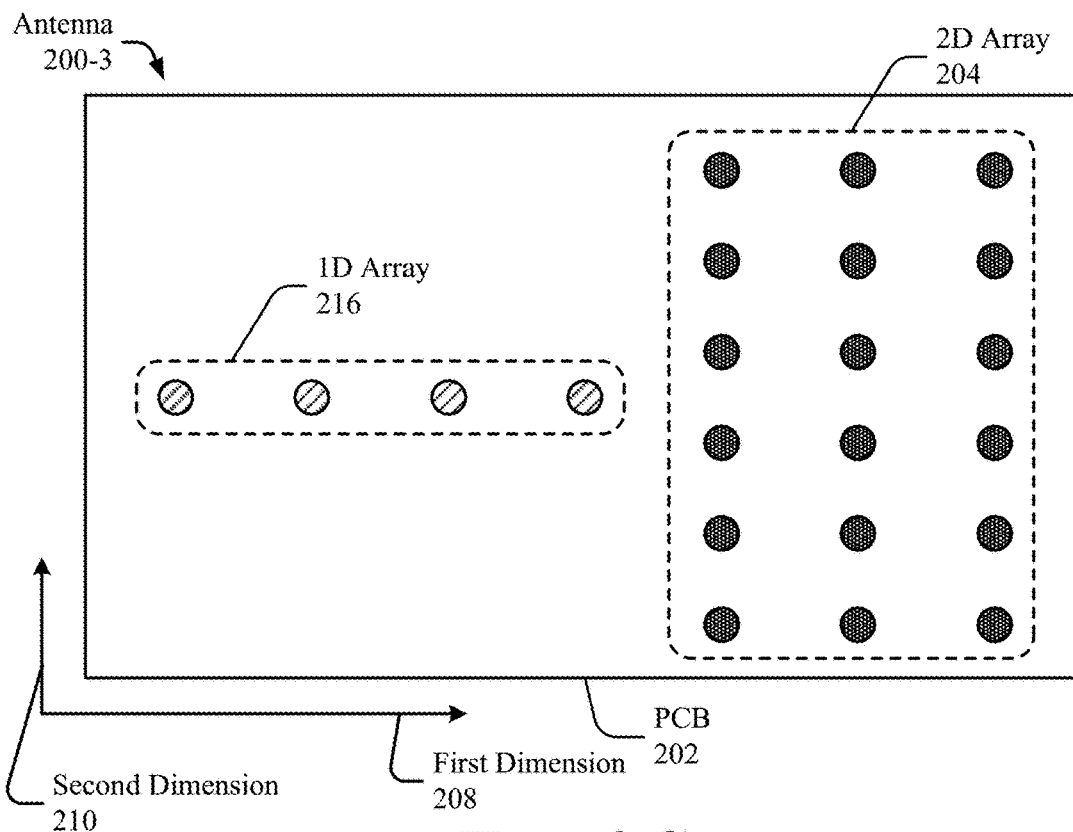 Antenna
200-3
2D Array
204
1D Array
216
PCB
202
First Dimension
208
Second Dimension
210